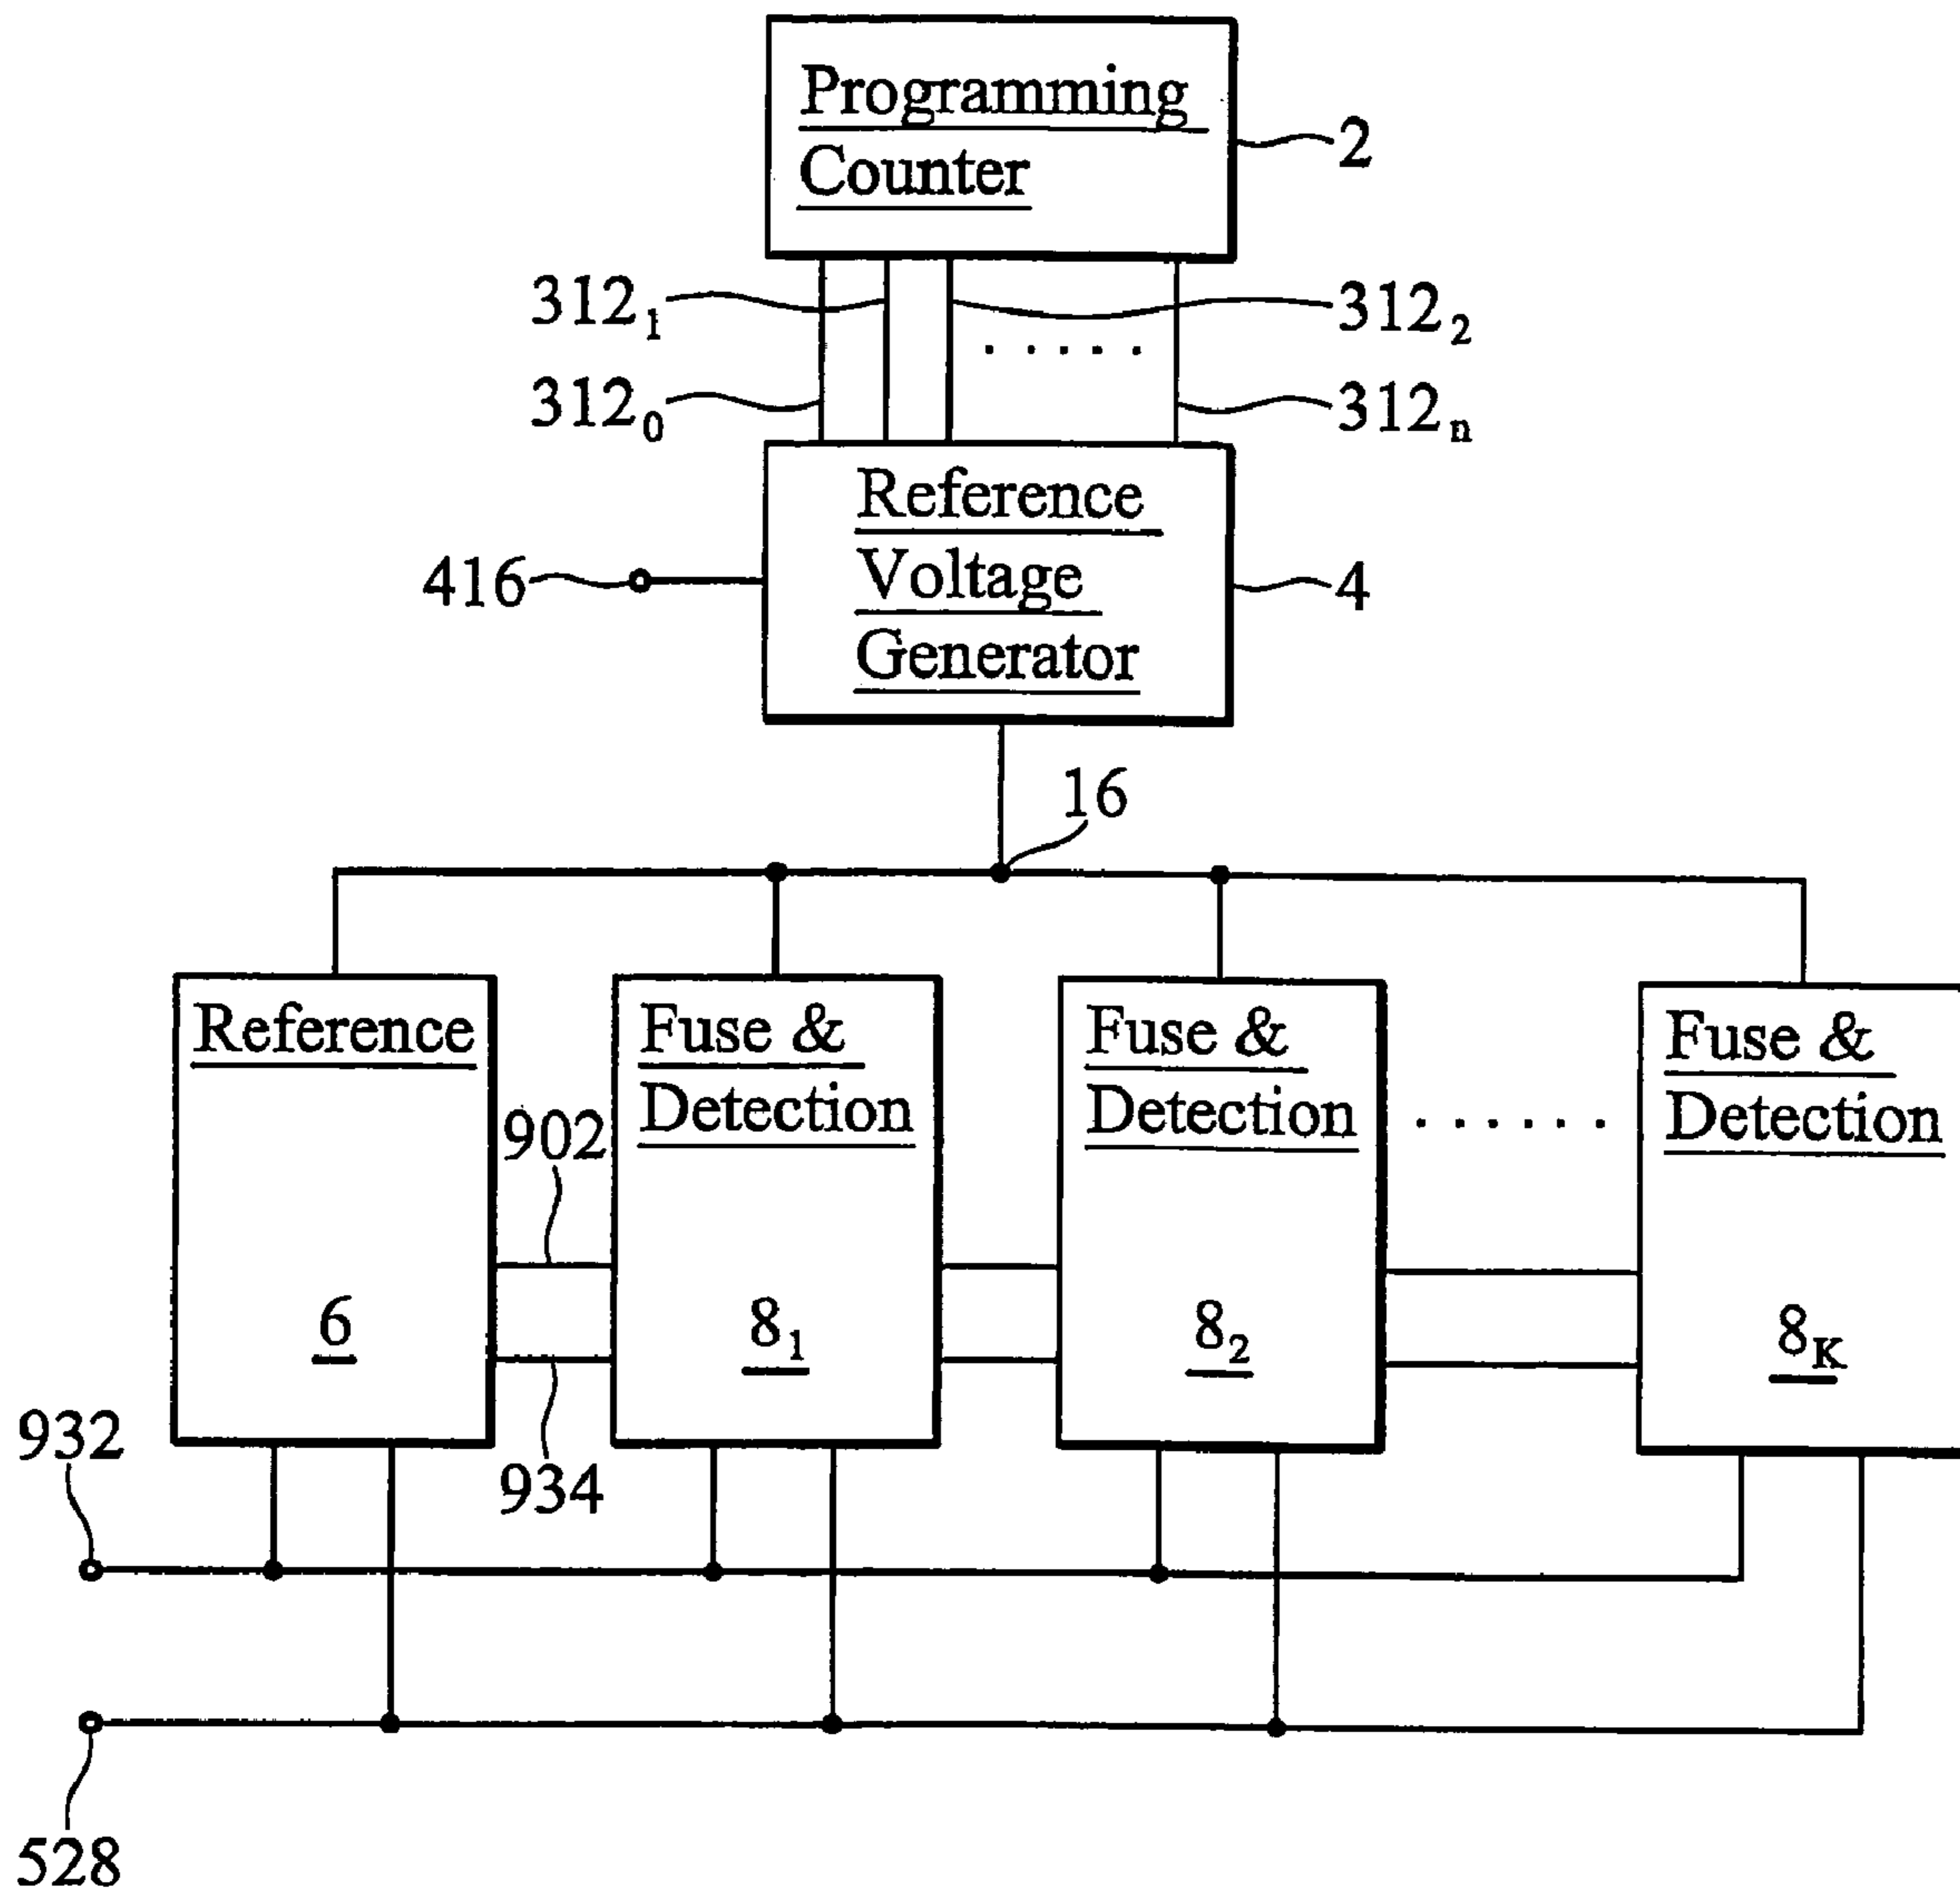 Programming
Counter
2
312₁
312₂
312₀
312ₙ
Reference
Voltage
Generator
416
4
16
Reference
6
Fuse &
Detection
8₁
Fuse &
Detection
8₂
Fuse &
Detection
8_K
902
934
932
528